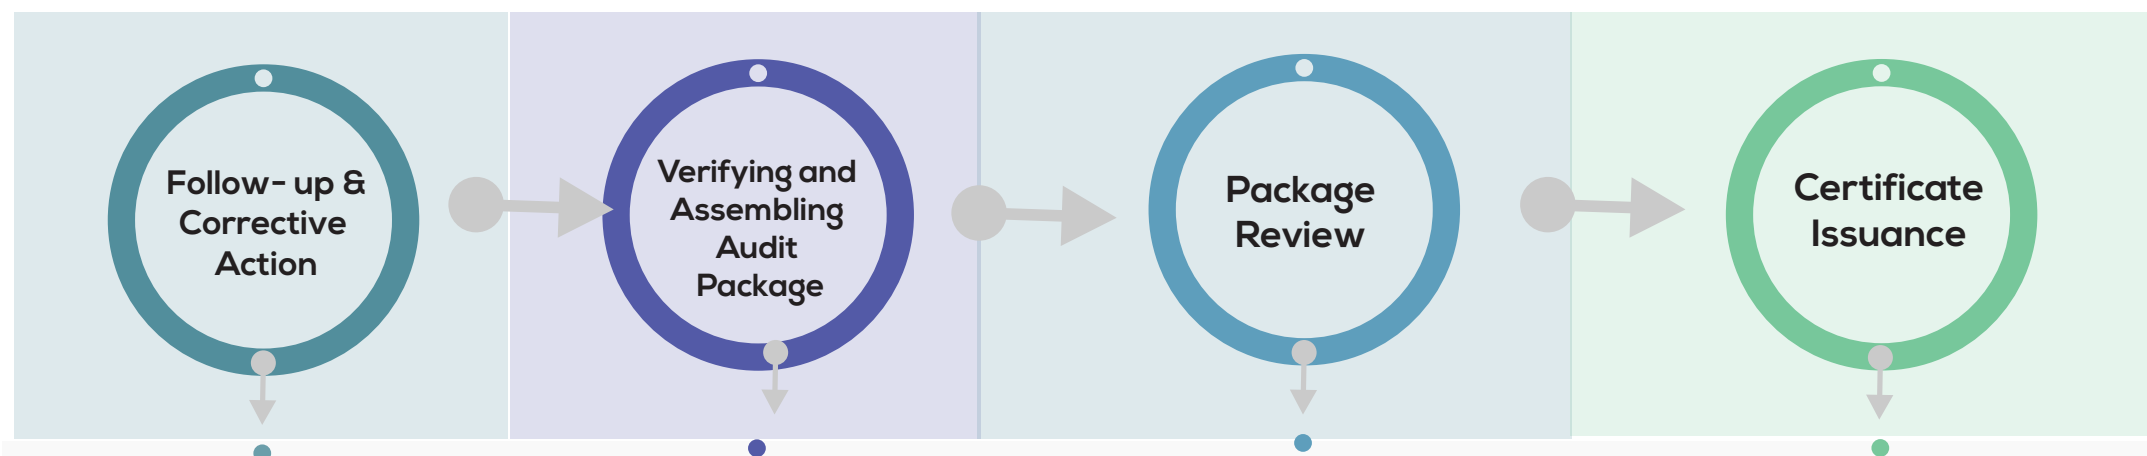 Follow- up &
Corrective
Action
Verifying and
Assembling
Audit
Package
Package
Review
Certificate
Issuance